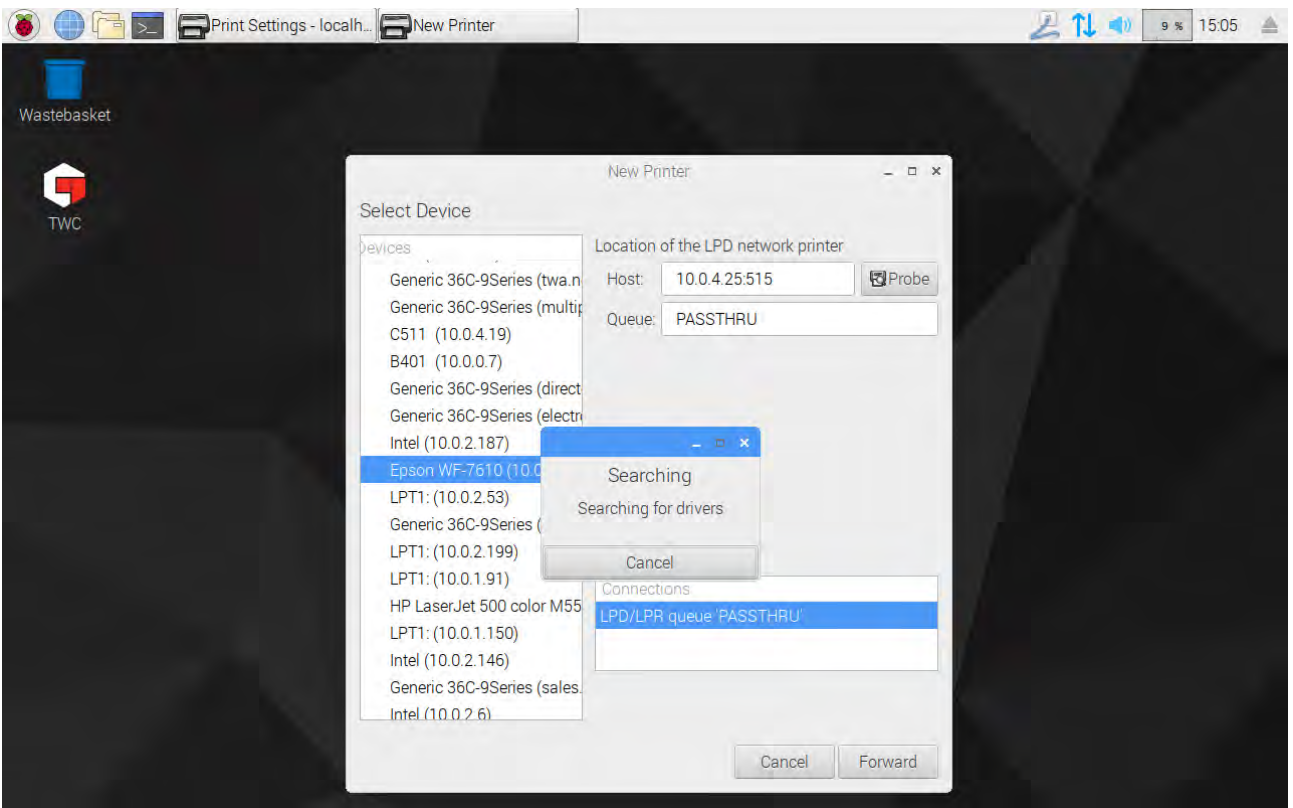 Print Settings - localh...
New Printer
9 %
15:05
Wastebasket
TWC
New Printer
Select Device
Devices
Generic 36C-9Series (twa.n
Generic 36C-9Series (multip
C511 (10.0.4.19)
B401 (10.0.0.7)
Generic 36C-9Series (direct
Generic 36C-9Series (electr
Intel (10.0.2.187)
Epson WF-7610 (10.0
LPT1: (10.0.2.53)
Generic 36C-9Series (
LPT1: (10.0.2.199)
LPT1: (10.0.1.91)
HP LaserJet 500 color M55
LPT1: (10.0.1.150)
Intel (10.0.2.146)
Generic 36C-9Series (sales.
Intel (10.0.2.6)
Location of the LPD network printer
Host: 10.0.4.25:515 Probe
Queue: PASSTHRU
Searching
Searching for drivers
Cancel
Connections
LPD/LPR queue 'PASSTHRU'
Cancel Forward